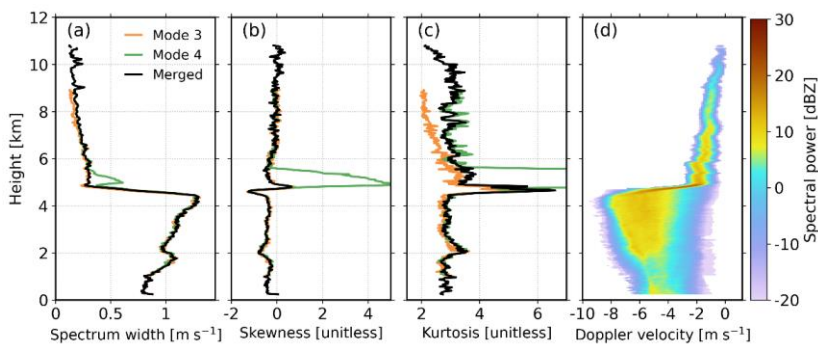 (a)
(b)
(c)
(d)
Mode 3
Mode 4
Merged
Height [km]
12
10
8
6
4
2
0
0 0.5 1
Spectrum width [m s⁻¹]
-2 0 2 4
Skewness [unitless]
2 4 6
Kurtosis [unitless]
-10 -8 -6 -4 -2 0
Doppler velocity [m s⁻¹]
30
20
10
0
-10
-20
Spectral power [dBZ]